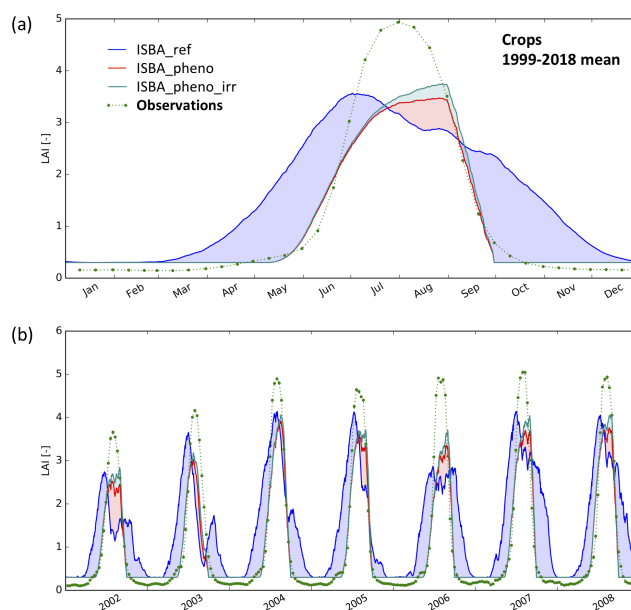 (a)
5
4
3
2
1
0
LAI [-]
ISBA_ref
ISBA_pheno
ISBA_pheno_irr
Observations
Crops
1999-2018 mean
Jan Feb Mar Apr May Jun Jul Aug Sep Oct Nov Dec
(b)
6
5
4
3
2
1
0
LAI [-]
2002 2003 2004 2005 2006 2007 2008